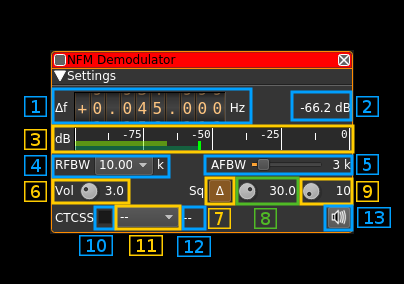 NFM Demodulator
▼Settings
1 Δf +0.045.000 Hz -66.2 dB 2
3 dB -75 -50 -25 0
4 RFBW 10.00 k AFBW 3 k 5
6 Vol 3.0 Sq Δ 30.0 10 9
7 8
CTCSS -- -- 13
10 11 12